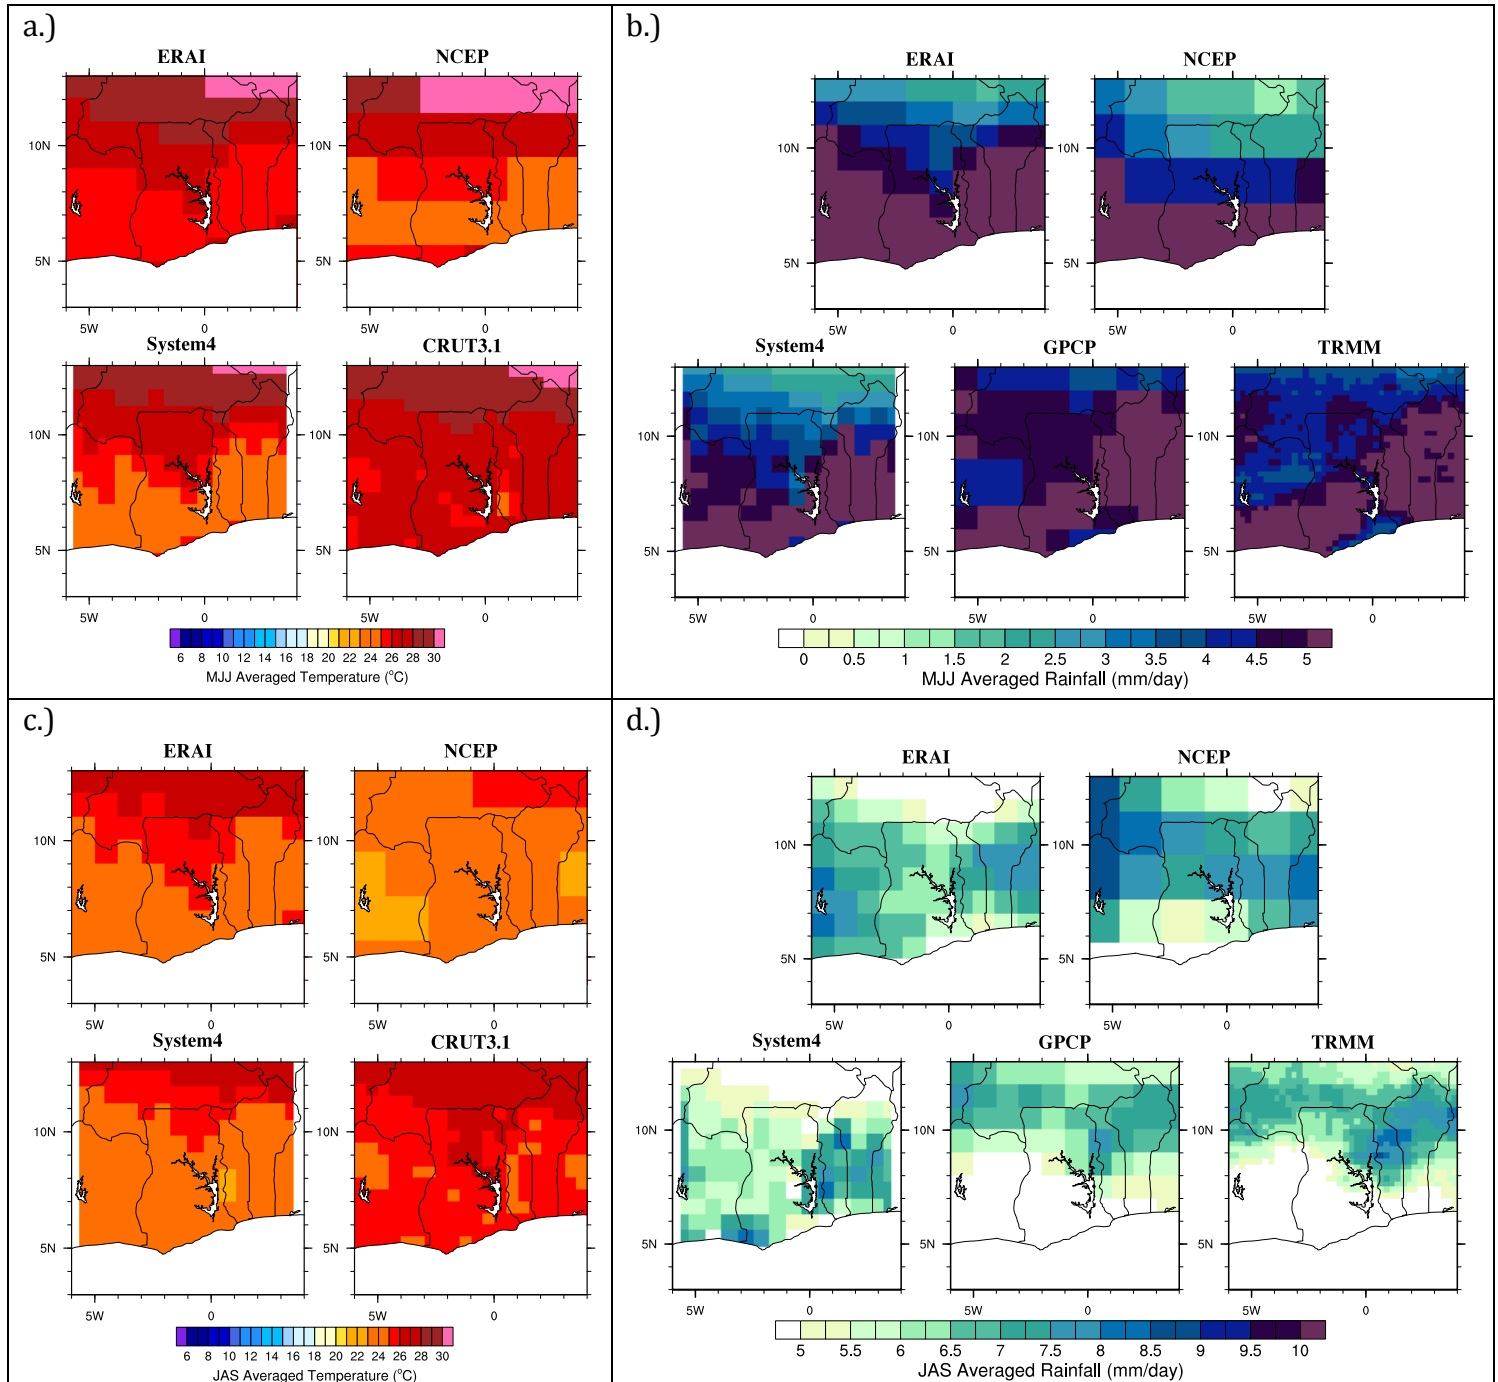 a.)
ERAI
NCEP
10N
10N
5N
5N
5W
0
5W
0
System4
CRUT3.1
10N
10N
5N
5N
5W
0
5W
0
6 8 10 12 14 16 18 20 22 24 26 28 30
MJJ Averaged Temperature (°C)
b.)
ERAI
NCEP
10N
10N
5N
5N
5W
0
5W
0
System4
GPCP
TRMM
10N
10N
10N
5N
5N
5N
5W
0
5W
0
5W
0
0 0.5 1 1.5 2 2.5 3 3.5 4 4.5 5
MJJ Averaged Rainfall (mm/day)
c.)
ERAI
NCEP
10N
10N
5N
5N
5W
0
5W
0
System4
CRUT3.1
10N
10N
5N
5N
5W
0
5W
0
6 8 10 12 14 16 18 20 22 24 26 28 30
JAS Averaged Temperature (°C)
d.)
ERAI
NCEP
10N
10N
5N
5N
5W
0
5W
0
System4
GPCP
TRMM
10N
10N
10N
5N
5N
5N
5W
0
5W
0
5W
0
5 5.5 6 6.5 7 7.5 8 8.5 9 9.5 10
JAS Averaged Rainfall (mm/day)